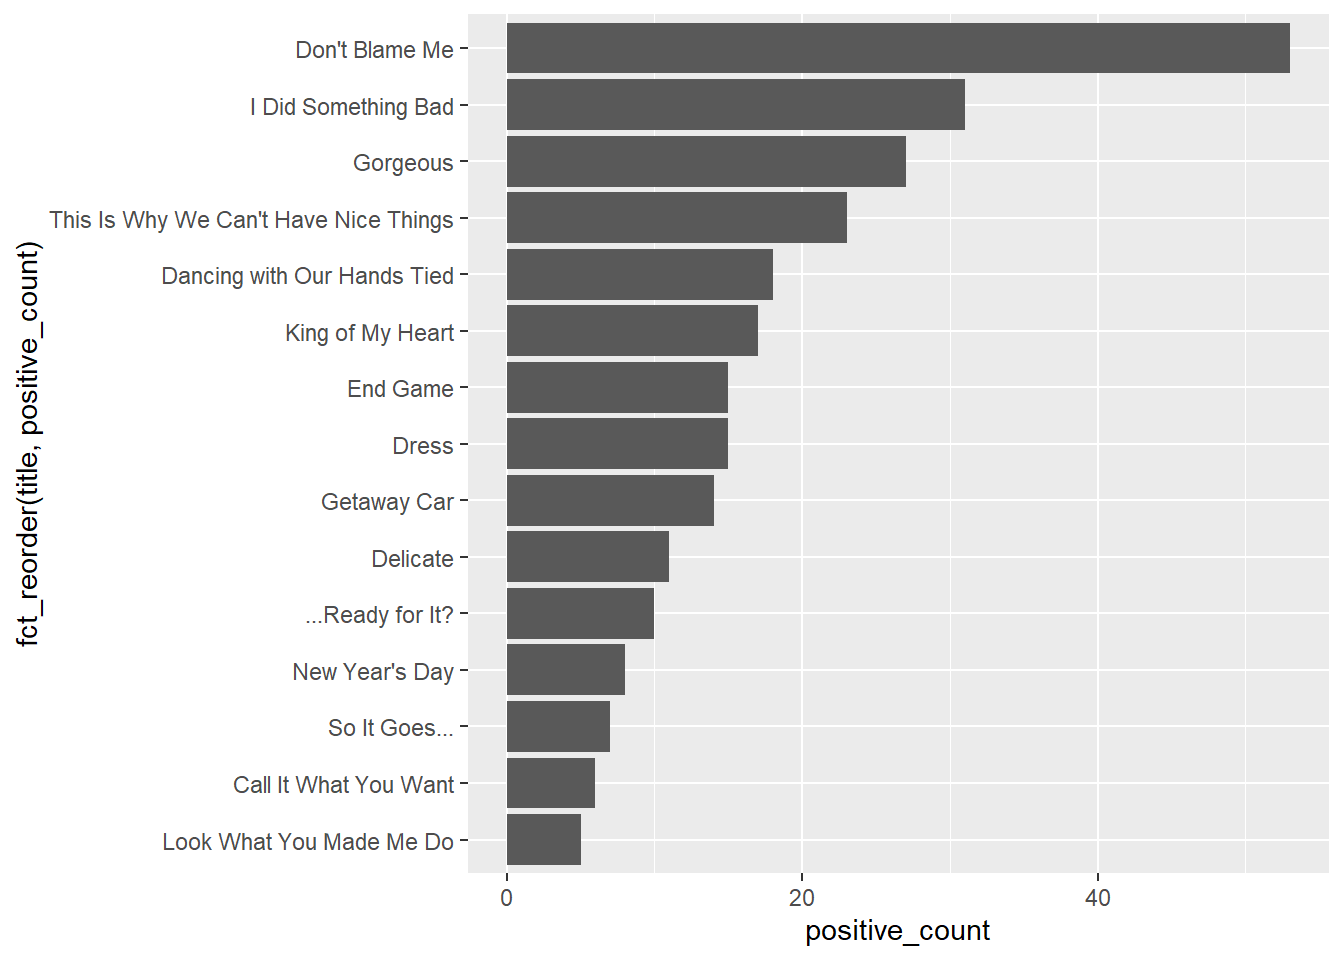 fct_reorder(title, positive_count)
Don't Blame Me
I Did Something Bad
Gorgeous
This Is Why We Can't Have Nice Things
Dancing with Our Hands Tied
King of My Heart
End Game
Dress
Getaway Car
Delicate
...Ready for It?
New Year's Day
So It Goes...
Call It What You Want
Look What You Made Me Do
0 20 40
positive_count